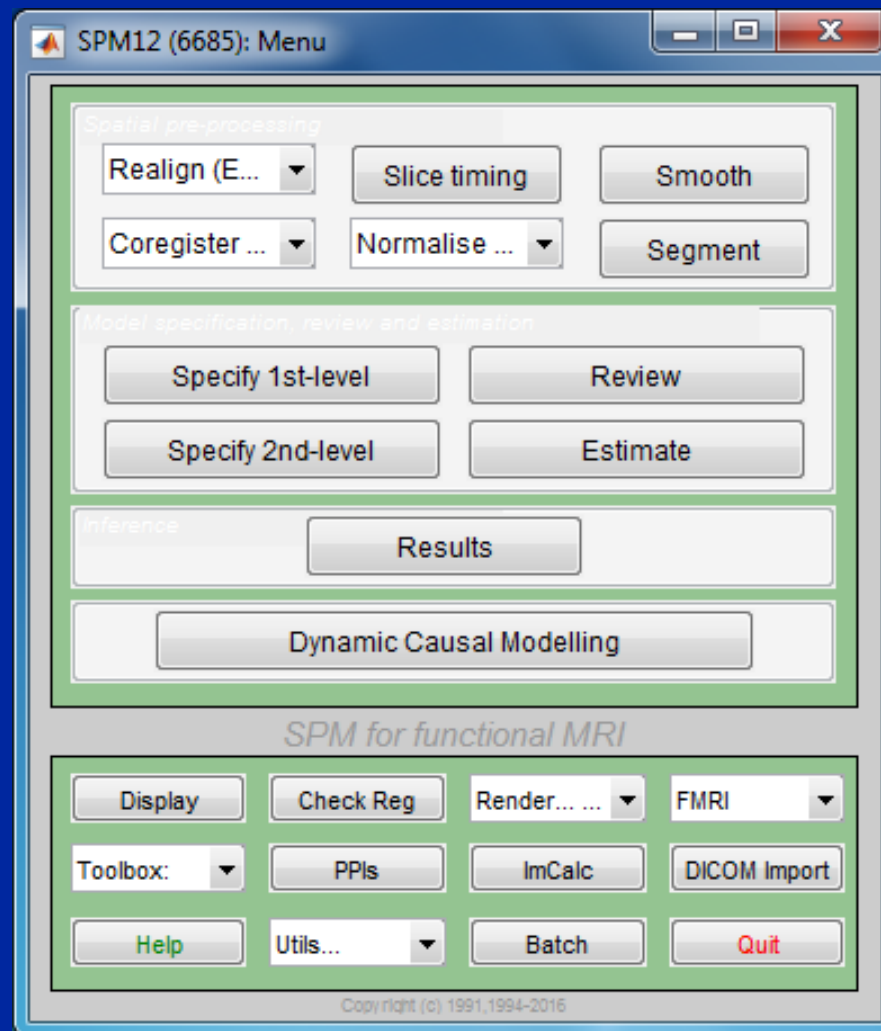 SPM12 (6685): Menu
Spatial pre-processing
Realign (E... Slice timing Smooth
Coregister ... Normalise ... Segment
Model specification, review and estimation
Specify 1st-level Review
Specify 2nd-level Estimate
Inference
Results
Dynamic Causal Modelling
SPM for functional MRI
Display Check Reg Render... ... FMRI
Toolbox: PPIs ImCalc DICOM Import
Help Utils... Batch Quit
Copyright (c) 1991,1994-2016